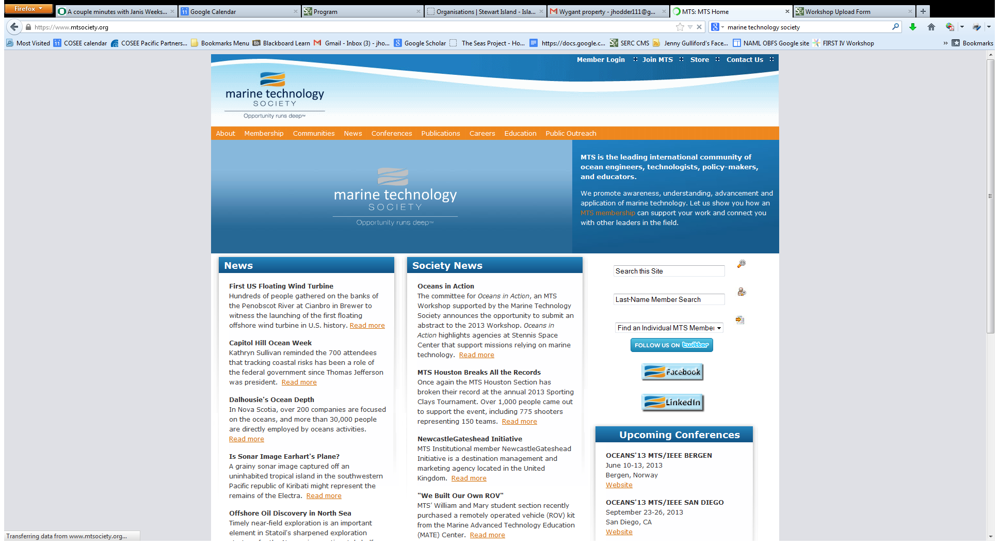 Firefox
A couple minutes with Janis Weeks...
Google Calendar
Program
Organisations | Stewart Island - Isla...
Wygant property - jhodder111@g...
MTS: MTS Home
Workshop Upload Form
https://www.mtsociety.org
marine technology society
Most Visited
COSEE calendar
COSEE Pacific Partners...
Bookmarks Menu
Blackboard Learn
Gmail - Inbox (3) - jho...
Google Scholar
The Seas Project - Ho...
https://docs.google.c...
SERC CMS
Jenny Gulliford's Face...
NAML OBFS Google site
FIRST IV Workshop
Bookmarks
Member Login
Join MTS
Store
Contact Us
marine technology
SOCIETY
Opportunity runs deep™
About
Membership
Communities
News
Conferences
Publications
Careers
Education
Public Outreach
marine technology
SOCIETY
Opportunity runs deep™
MTS is the leading international community of
ocean engineers, technologists, policy-makers,
and educators.
We promote awareness, understanding, advancement and
application of marine technology. Let us show you how an
MTS membership can support your work and connect you
with other leaders in the field.
News
First US Floating Wind Turbine
Hundreds of people gathered on the banks of
the Penobscot River at Cianbro in Brewer to
witness the launching of the first floating
offshore wind turbine in U.S. history. Read more
Capitol Hill Ocean Week
Kathryn Sullivan reminded the 700 attendees
that tracking coastal risks has been a role of
the federal government since Thomas Jefferson
was president. Read more
Dalhousie's Ocean Depth
In Nova Scotia, over 200 companies are focused
on the oceans, and more than 30,000 people
are directly employed by oceans activities.
Read more
Is Sonar Image Earhart's Plane?
A grainy sonar image captured off an
uninhabited tropical island in the southwestern
Pacific republic of Kiribati might represent the
remains of the Electra. Read more
Offshore Oil Discovery in North Sea
Timely near-field exploration is an important
element in Statoil's sharpened exploration
Society News
Oceans in Action
The committee for Oceans in Action, an MTS
Workshop supported by the Marine Technology
Society announces the opportunity to submit an
abstract to the 2013 Workshop. Oceans in
Action highlights agencies at Stennis Space
Center that support missions relying on marine
technology. Read more
MTS Houston Breaks All the Records
Once again the MTS Houston Section has
broken their record at the annual 2013 Sporting
Clays Tournament. Over 1,000 people came out
to support the event, including 775 shooters
representing 150 teams. Read more
NewcastleGateshead Initiative
MTS Institutional member NewcastleGateshead
Initiative is a destination management and
marketing agency located in the United
Kingdom. Read more
"We Built Our Own ROV"
MTS’ William and Mary student section recently
purchased a remotely operated vehicle (ROV) kit
from the Marine Advanced Technology Education
(MATE) Center. Read more
Search this Site
Last-Name Member Search
Find an Individual MTS Member
FOLLOW US ON twitter
Facebook
LinkedIn
Upcoming Conferences
OCEANS'13 MTS/IEEE BERGEN
June 10-13, 2013
Bergen, Norway
Website
OCEANS'13 MTS/IEEE SAN DIEGO
September 23-26, 2013
San Diego, CA
Website
Transferring data from www.mtsociety.org...